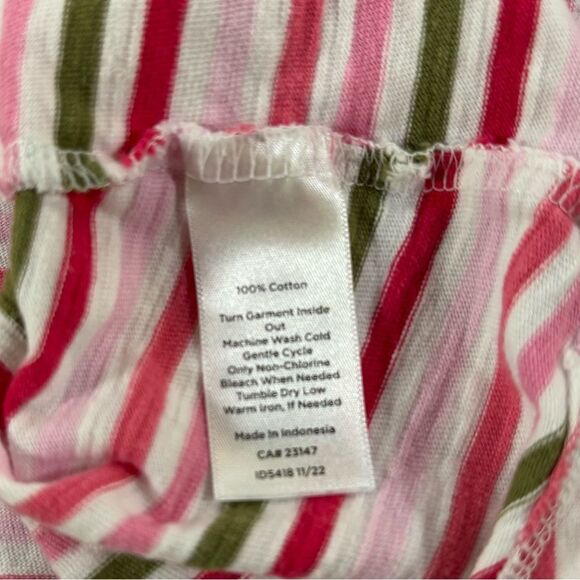 100% Cotton
Turn Garment Inside
Out
Machine Wash Cold
Gentle Cycle
Only Non-Chlorine
Bleach When Needed
Tumble Dry Low
Warm Iron, If Needed
Made In Indonesia
CA# 23147
ID5418 11/22